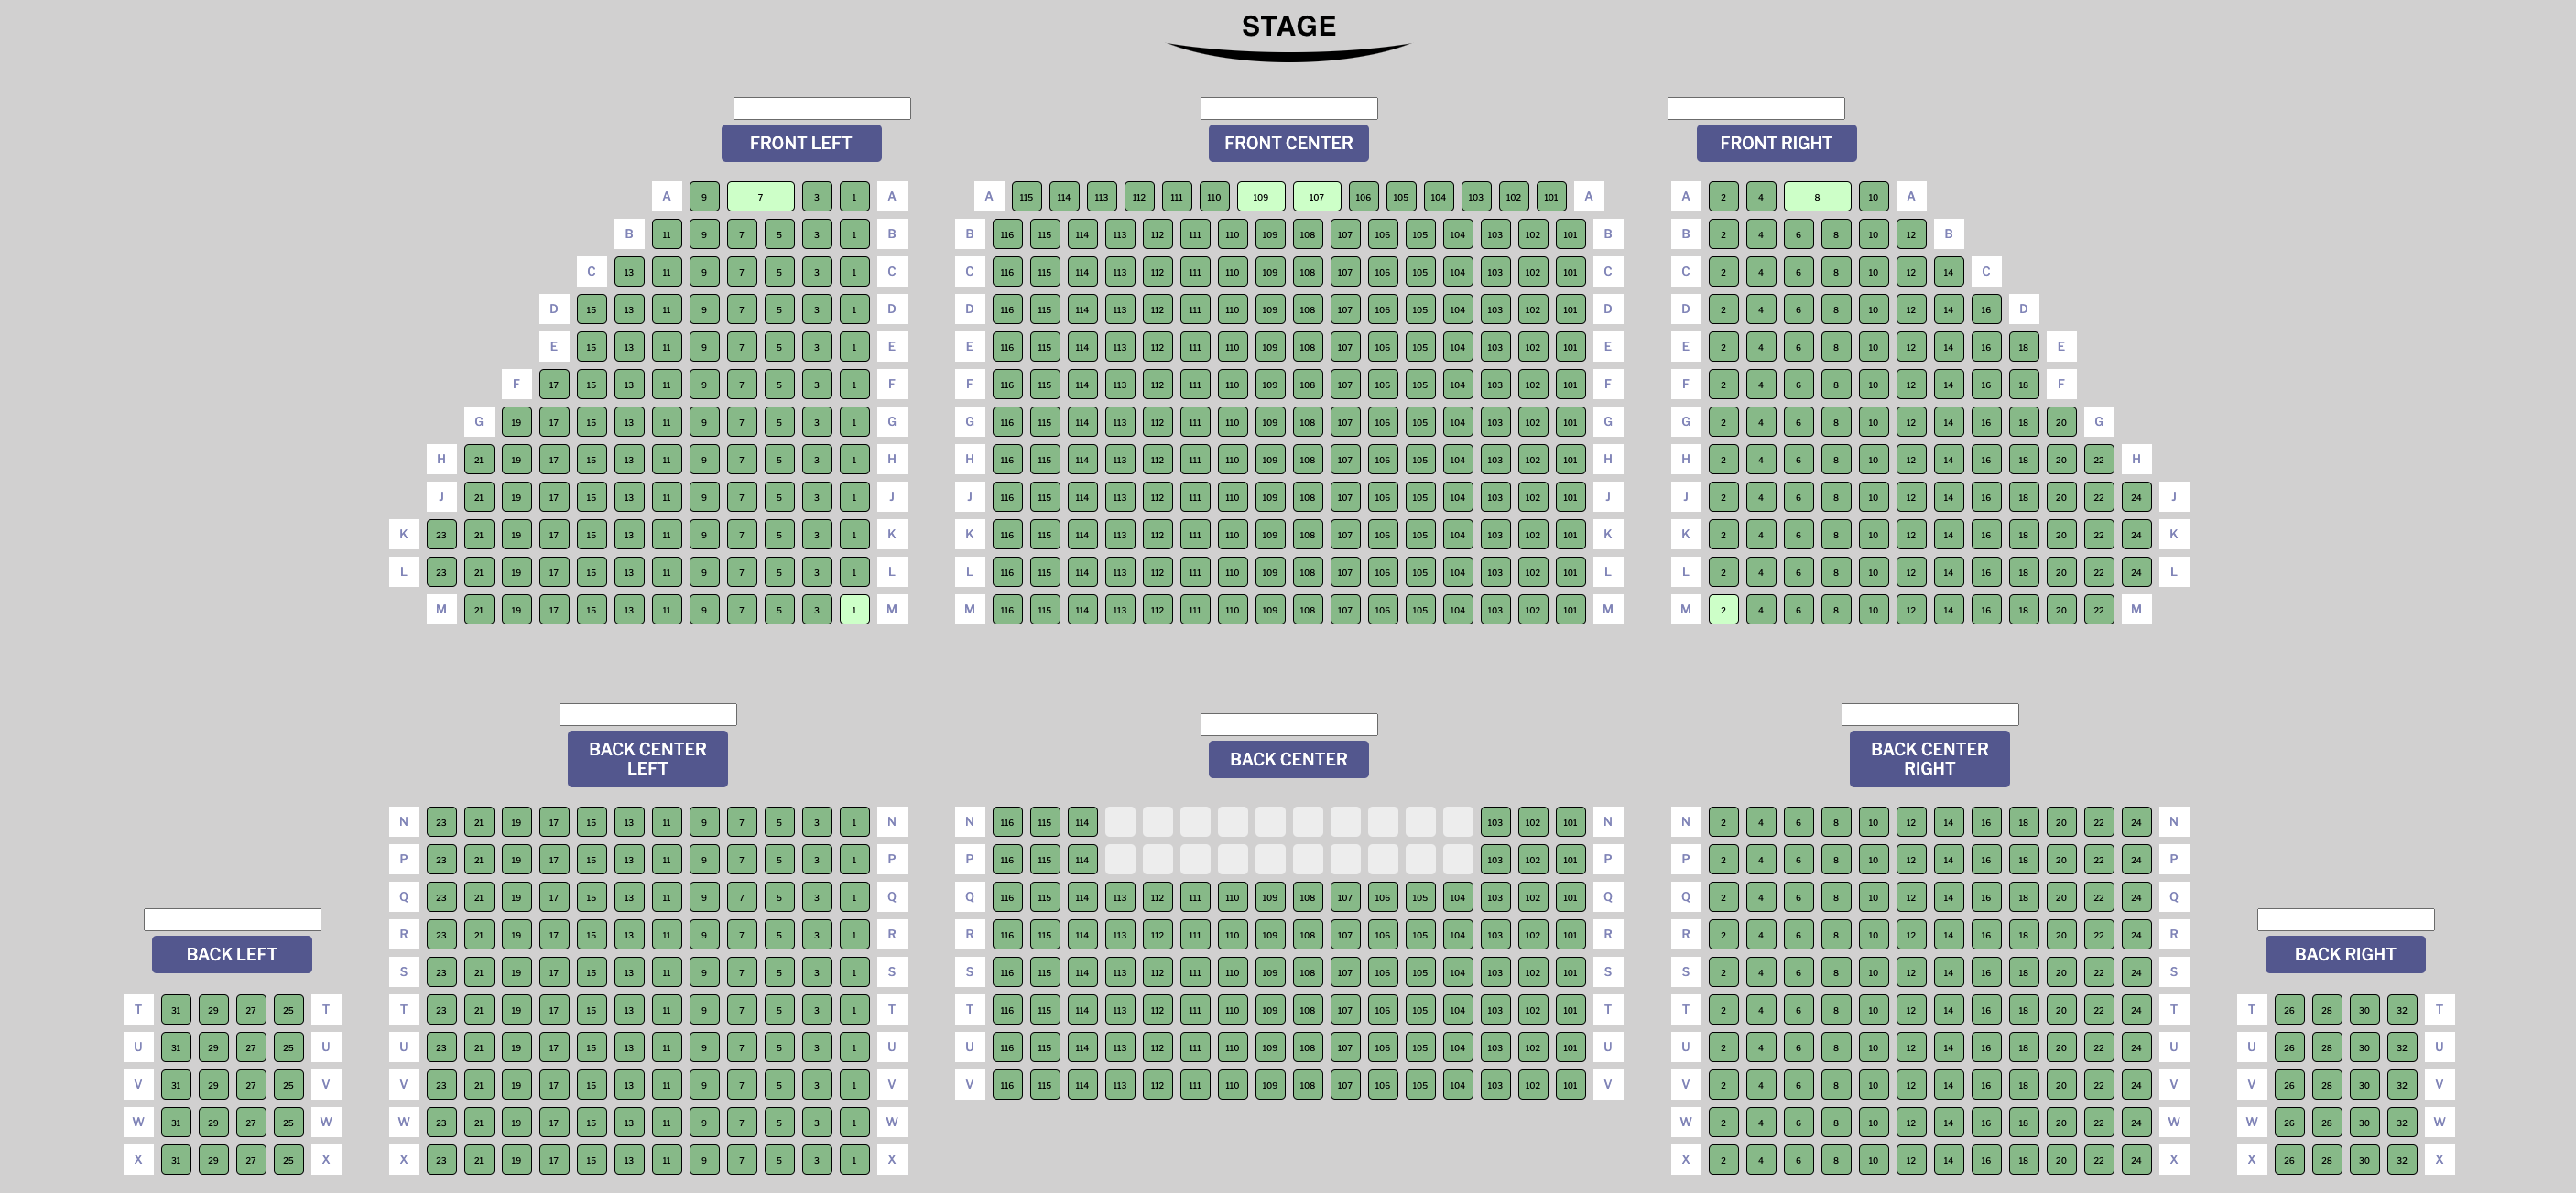 STAGE
FRONT LEFT
A 9 7 3 1 A
B 11 9 7 5 3 1 B
C 13 11 9 7 5 3 1 C
D 15 13 11 9 7 5 3 1 D
E 15 13 11 9 7 5 3 1 E
F 17 15 13 11 9 7 5 3 1 F
G 19 17 15 13 11 9 7 5 3 1 G
H 21 19 17 15 13 11 9 7 5 3 1 H
J 21 19 17 15 13 11 9 7 5 3 1 J
K 23 21 19 17 15 13 11 9 7 5 3 1 K
L 23 21 19 17 15 13 11 9 7 5 3 1 L
M 21 19 17 15 13 11 9 7 5 3 1 M
FRONT CENTER
A 115 114 113 112 111 110 109 107 106 105 104 103 102 101 A
B 116 115 114 113 112 111 110 109 108 107 106 105 104 103 102 101 B
C 116 115 114 113 112 111 110 109 108 107 106 105 104 103 102 101 C
D 116 115 114 113 112 111 110 109 108 107 106 105 104 103 102 101 D
E 116 115 114 113 112 111 110 109 108 107 106 105 104 103 102 101 E
F 116 115 114 113 112 111 110 109 108 107 106 105 104 103 102 101 F
G 116 115 114 113 112 111 110 109 108 107 106 105 104 103 102 101 G
H 116 115 114 113 112 111 110 109 108 107 106 105 104 103 102 101 H
J 116 115 114 113 112 111 110 109 108 107 106 105 104 103 102 101 J
K 116 115 114 113 112 111 110 109 108 107 106 105 104 103 102 101 K
L 116 115 114 113 112 111 110 109 108 107 106 105 104 103 102 101 L
M 116 115 114 113 112 111 110 109 108 107 106 105 104 103 102 101 M
FRONT RIGHT
A 2 4 8 10 A
B 2 4 6 8 10 12 B
C 2 4 6 8 10 12 14 C
D 2 4 6 8 10 12 14 16 D
E 2 4 6 8 10 12 14 16 18 E
F 2 4 6 8 10 12 14 16 18 F
G 2 4 6 8 10 12 14 16 18 20 G
H 2 4 6 8 10 12 14 16 18 20 22 H
J 2 4 6 8 10 12 14 16 18 20 22 24 J
K 2 4 6 8 10 12 14 16 18 20 22 24 K
L 2 4 6 8 10 12 14 16 18 20 22 24 L
M 2 4 6 8 10 12 14 16 18 20 22 M
BACK LEFT
T 31 29 27 25 T
U 31 29 27 25 U
V 31 29 27 25 V
W 31 29 27 25 W
X 31 29 27 25 X
BACK CENTER
LEFT
N 23 21 19 17 15 13 11 9 7 5 3 1 N
P 23 21 19 17 15 13 11 9 7 5 3 1 P
Q 23 21 19 17 15 13 11 9 7 5 3 1 Q
R 23 21 19 17 15 13 11 9 7 5 3 1 R
S 23 21 19 17 15 13 11 9 7 5 3 1 S
T 23 21 19 17 15 13 11 9 7 5 3 1 T
U 23 21 19 17 15 13 11 9 7 5 3 1 U
V 23 21 19 17 15 13 11 9 7 5 3 1 V
W 23 21 19 17 15 13 11 9 7 5 3 1 W
X 23 21 19 17 15 13 11 9 7 5 3 1 X
BACK CENTER
N 116 115 114 103 102 101 N
P 116 115 114 103 102 101 P
Q 116 115 114 113 112 111 110 109 108 107 106 105 104 103 102 101 Q
R 116 115 114 113 112 111 110 109 108 107 106 105 104 103 102 101 R
S 116 115 114 113 112 111 110 109 108 107 106 105 104 103 102 101 S
T 116 115 114 113 112 111 110 109 108 107 106 105 104 103 102 101 T
U 116 115 114 113 112 111 110 109 108 107 106 105 104 103 102 101 U
V 116 115 114 113 112 111 110 109 108 107 106 105 104 103 102 101 V
BACK CENTER
RIGHT
N 2 4 6 8 10 12 14 16 18 20 22 24 N
P 2 4 6 8 10 12 14 16 18 20 22 24 P
Q 2 4 6 8 10 12 14 16 18 20 22 24 Q
R 2 4 6 8 10 12 14 16 18 20 22 24 R
S 2 4 6 8 10 12 14 16 18 20 22 24 S
T 2 4 6 8 10 12 14 16 18 20 22 24 T
U 2 4 6 8 10 12 14 16 18 20 22 24 U
V 2 4 6 8 10 12 14 16 18 20 22 24 V
W 2 4 6 8 10 12 14 16 18 20 22 24 W
X 2 4 6 8 10 12 14 16 18 20 22 24 X
BACK RIGHT
T 26 28 30 32 T
U 26 28 30 32 U
V 26 28 30 32 V
W 26 28 30 32 W
X 26 28 30 32 X